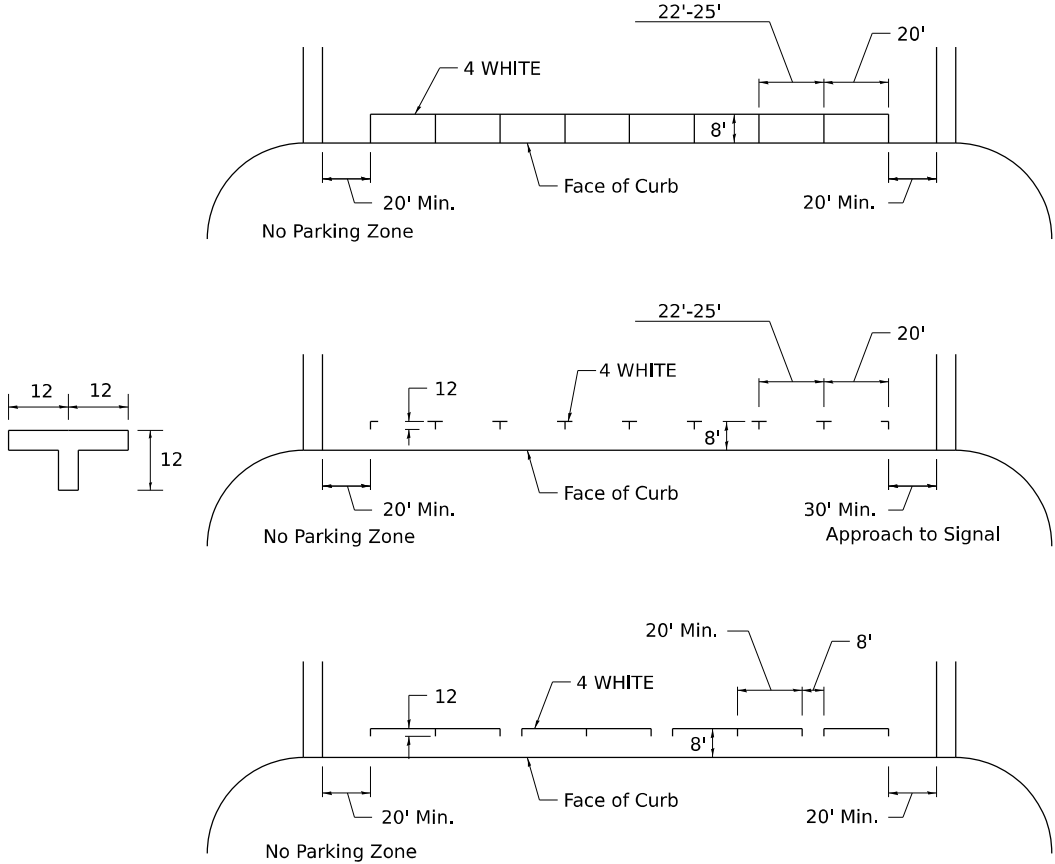 22'-25'
20'
4 WHITE
8'
Face of Curb
20' Min.
20' Min.
No Parking Zone
22'-25'
20'
12
4 WHITE
12 12
8'
12
Face of Curb
20' Min.
30' Min.
No Parking Zone
Approach to Signal
20' Min.
8'
12
4 WHITE
8'
Face of Curb
20' Min.
20' Min.
No Parking Zone